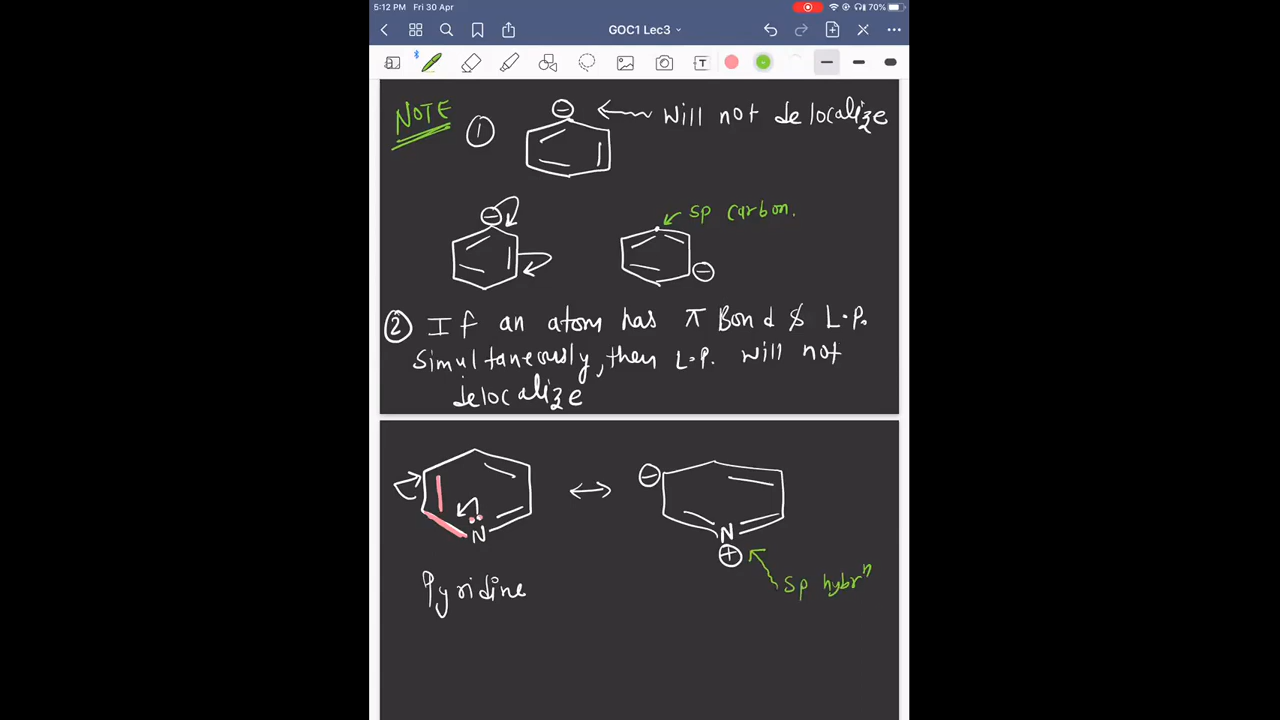 5:12 PM Fri 30 Apr
70%
GOC1 Lec3
T
NOTE
① ⊖ Will not delocalize
⊖
sp carbon.
⊖
② If an atom has π Bond & L.P.
simultaneously, then L.P. will not
delocalize
⊖
N N
⊕
sp hybrⁿ
Pyridine